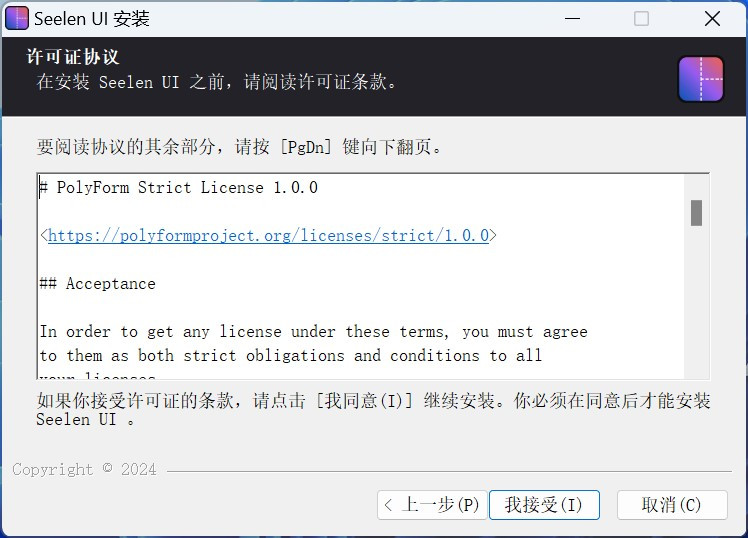 Seelen UI 安装
许可证协议
在安装 Seelen UI 之前，请阅读许可证条款。
要阅读协议的其余部分，请按 [PgDn] 键向下翻页。
# PolyForm Strict License 1.0.0
<https://polyformproject.org/licenses/strict/1.0.0>
## Acceptance
In order to get any license under these terms, you must agree
to them as both strict obligations and conditions to all
your licenses
如果你接受许可证的条款，请点击 [我同意(I)] 继续安装。你必须在同意后才能安装
Seelen UI 。
Copyright © 2024
< 上一步(P)
我接受(I)
取消(C)